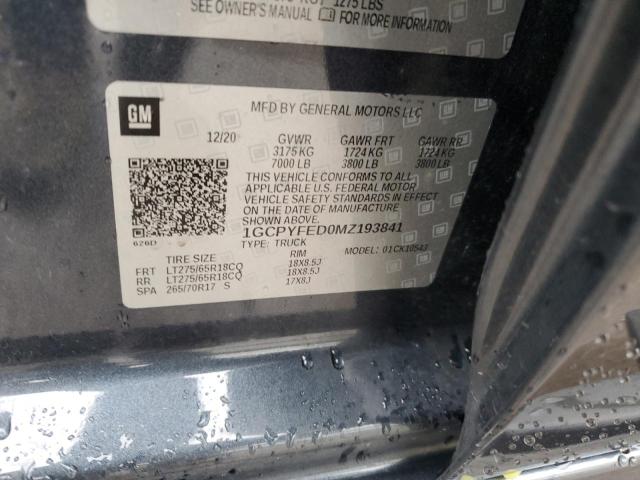 1275 LBS
SEE OWNER'S MANUAL FOR MORE INFORMATION
GM
MFD BY GENERAL MOTORS LLC
12/20 GVWR GAWR FRT GAWR RR
3175 KG 1724 KG 1724 KG
7000 LB 3800 LB 3800 LB
THIS VEHICLE CONFORMS TO ALL
APPLICABLE U.S. FEDERAL MOTOR
VEHICLE SAFETY STANDARDS IN EFFECT
ON THE DATE OF MANUFACTURE
SHOWN ABOVE.
1GCPYFED0MZ193841
TYPE: TRUCK MODEL: 01CK10543
626D
TIRE SIZE RIM
FRT LT275/65R18CQ 18X8.5J
RR LT275/65R18CQ 18X8.5J
SPA 265/70R17 S 17X8J